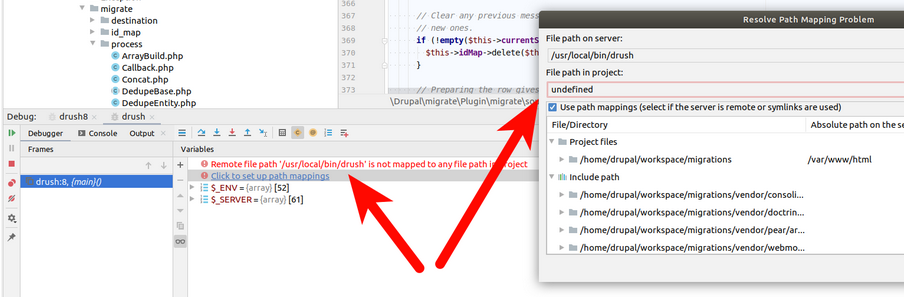 Exception
migrate
destination
id_map
process
ArrayBuild.php
Callback.php
Concat.php
DedupeBase.php
DedupeEntity.php
366
367
368
369
370
371
372
373
// Clear any previous mess
// new ones.
if (!empty($this->currentS
$this->idMap->delete($th
}
// Preparing the row gives
\Drupal\migrate\Plugin\migrate\sou
Debug: drush8 × drush ×
Debugger Console Output
Frames
drush:8, {main}()
Variables
Remote file path '/usr/local/bin/drush' is not mapped to any file path in project
Click to set up path mappings
$_ENV = {array} [52]
$_SERVER = {array} [61]
Resolve Path Mapping Problem
File path on server:
/usr/local/bin/drush
File path in project:
undefined
Use path mappings (select if the server is remote or symlinks are used)
File/Directory Absolute path on the se
Project files
/home/drupal/workspace/migrations /var/www/html
Include path
/home/drupal/workspace/migrations/vendor/consoli...
/home/drupal/workspace/migrations/vendor/doctrin...
/home/drupal/workspace/migrations/vendor/pear/ar...
/home/drupal/workspace/migrations/vendor/webmo...